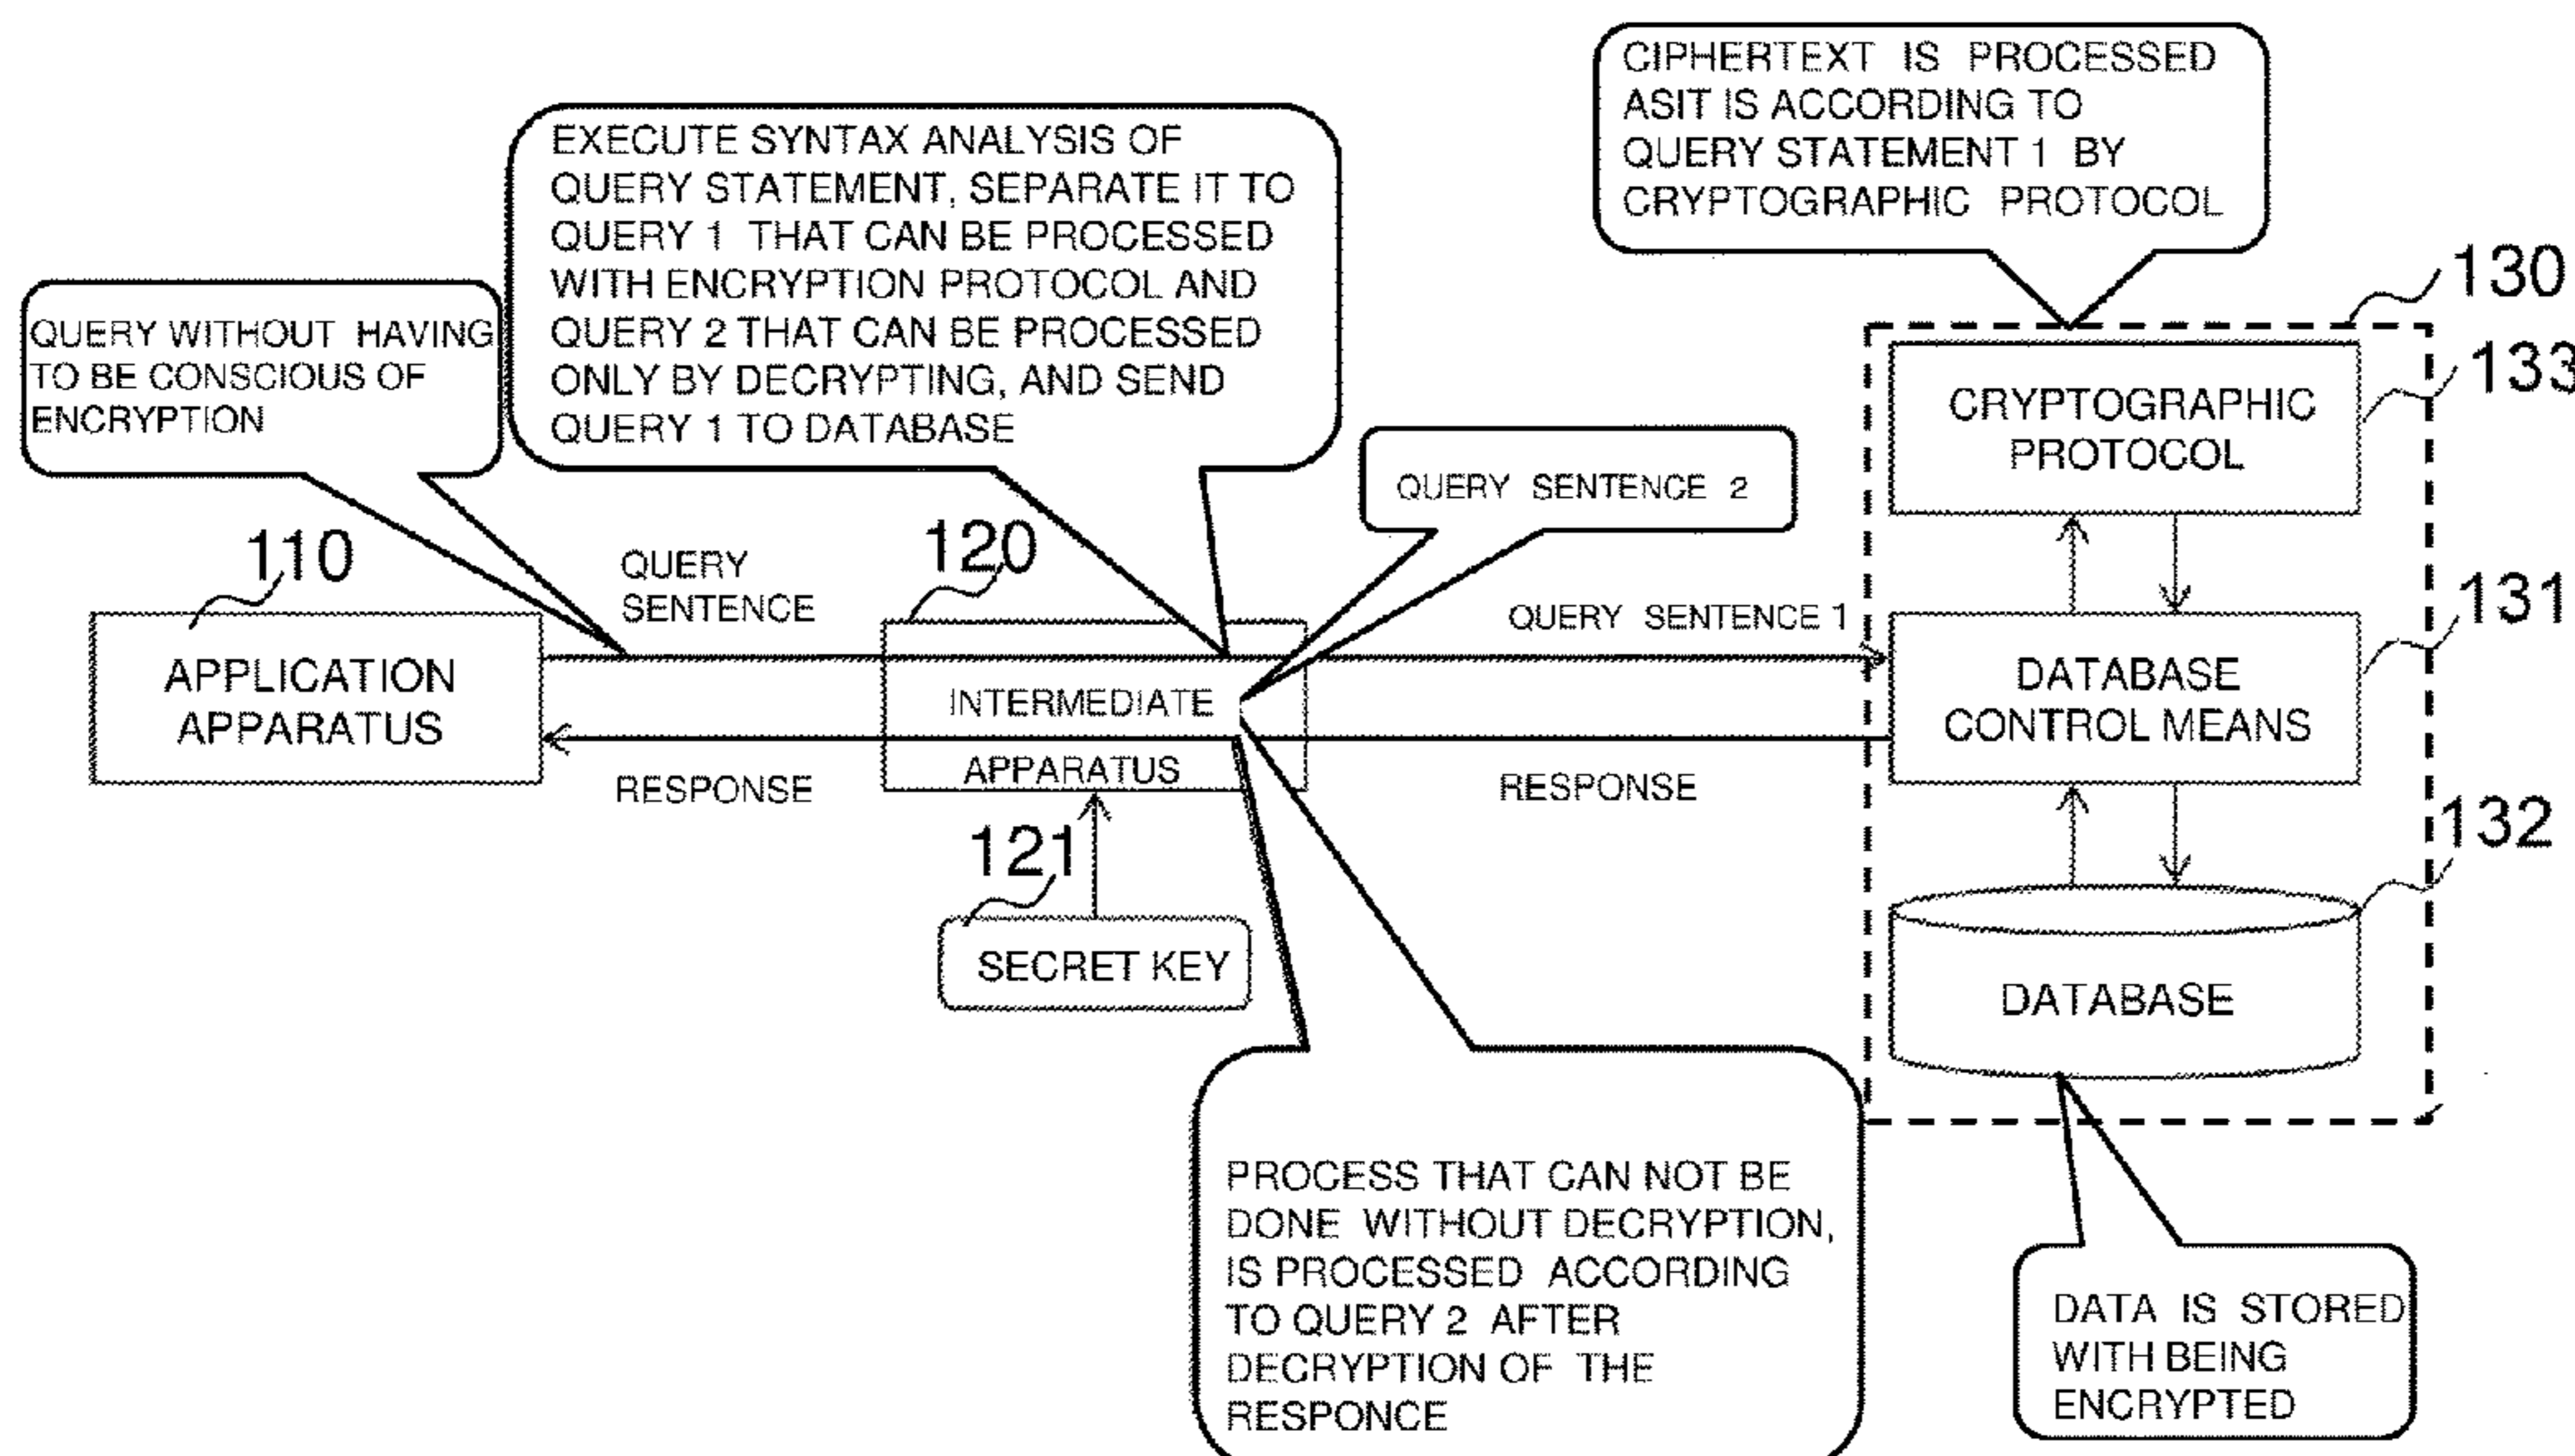 CIPHERTEXT IS PROCESSED
ASIT IS ACCORDING TO
QUERY STATEMENT 1 BY
CRYPTOGRAPHIC PROTOCOL
EXECUTE SYNTAX ANALYSIS OF
QUERY STATEMENT, SEPARATE IT TO
QUERY 1 THAT CAN BE PROCESSED
WITH ENCRYPTION PROTOCOL AND
QUERY 2 THAT CAN BE PROCESSED
ONLY BY DECRYPTING, AND SEND
QUERY 1 TO DATABASE
QUERY WITHOUT HAVING
TO BE CONSCIOUS OF
ENCRYPTION
130
133
CRYPTOGRAPHIC
PROTOCOL
QUERY SENTENCE 2
110
QUERY
SENTENCE
120
QUERY SENTENCE 1
131
APPLICATION
APPARATUS
INTERMEDIATE
APPARATUS
DATABASE
CONTROL MEANS
RESPONSE
RESPONSE
121
SECRET KEY
132
DATABASE
PROCESS THAT CAN NOT BE
DONE WITHOUT DECRYPTION,
IS PROCESSED ACCORDING
TO QUERY 2 AFTER
DECRYPTION OF THE
RESPONCE
DATA IS STORED
WITH BEING
ENCRYPTED